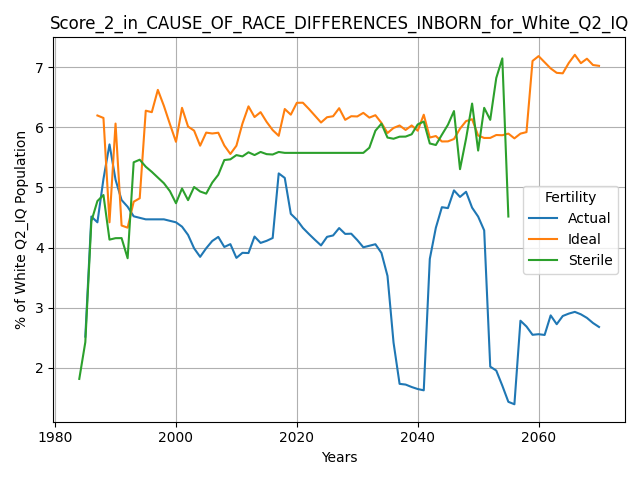 Score_2_in_CAUSE_OF_RACE_DIFFERENCES_INBORN_for_White_Q2_IQ
% of White Q2_IQ Population
7
6
5
4
3
2
Fertility
Actual
Ideal
Sterile
1980
2000
2020
2040
2060
Years